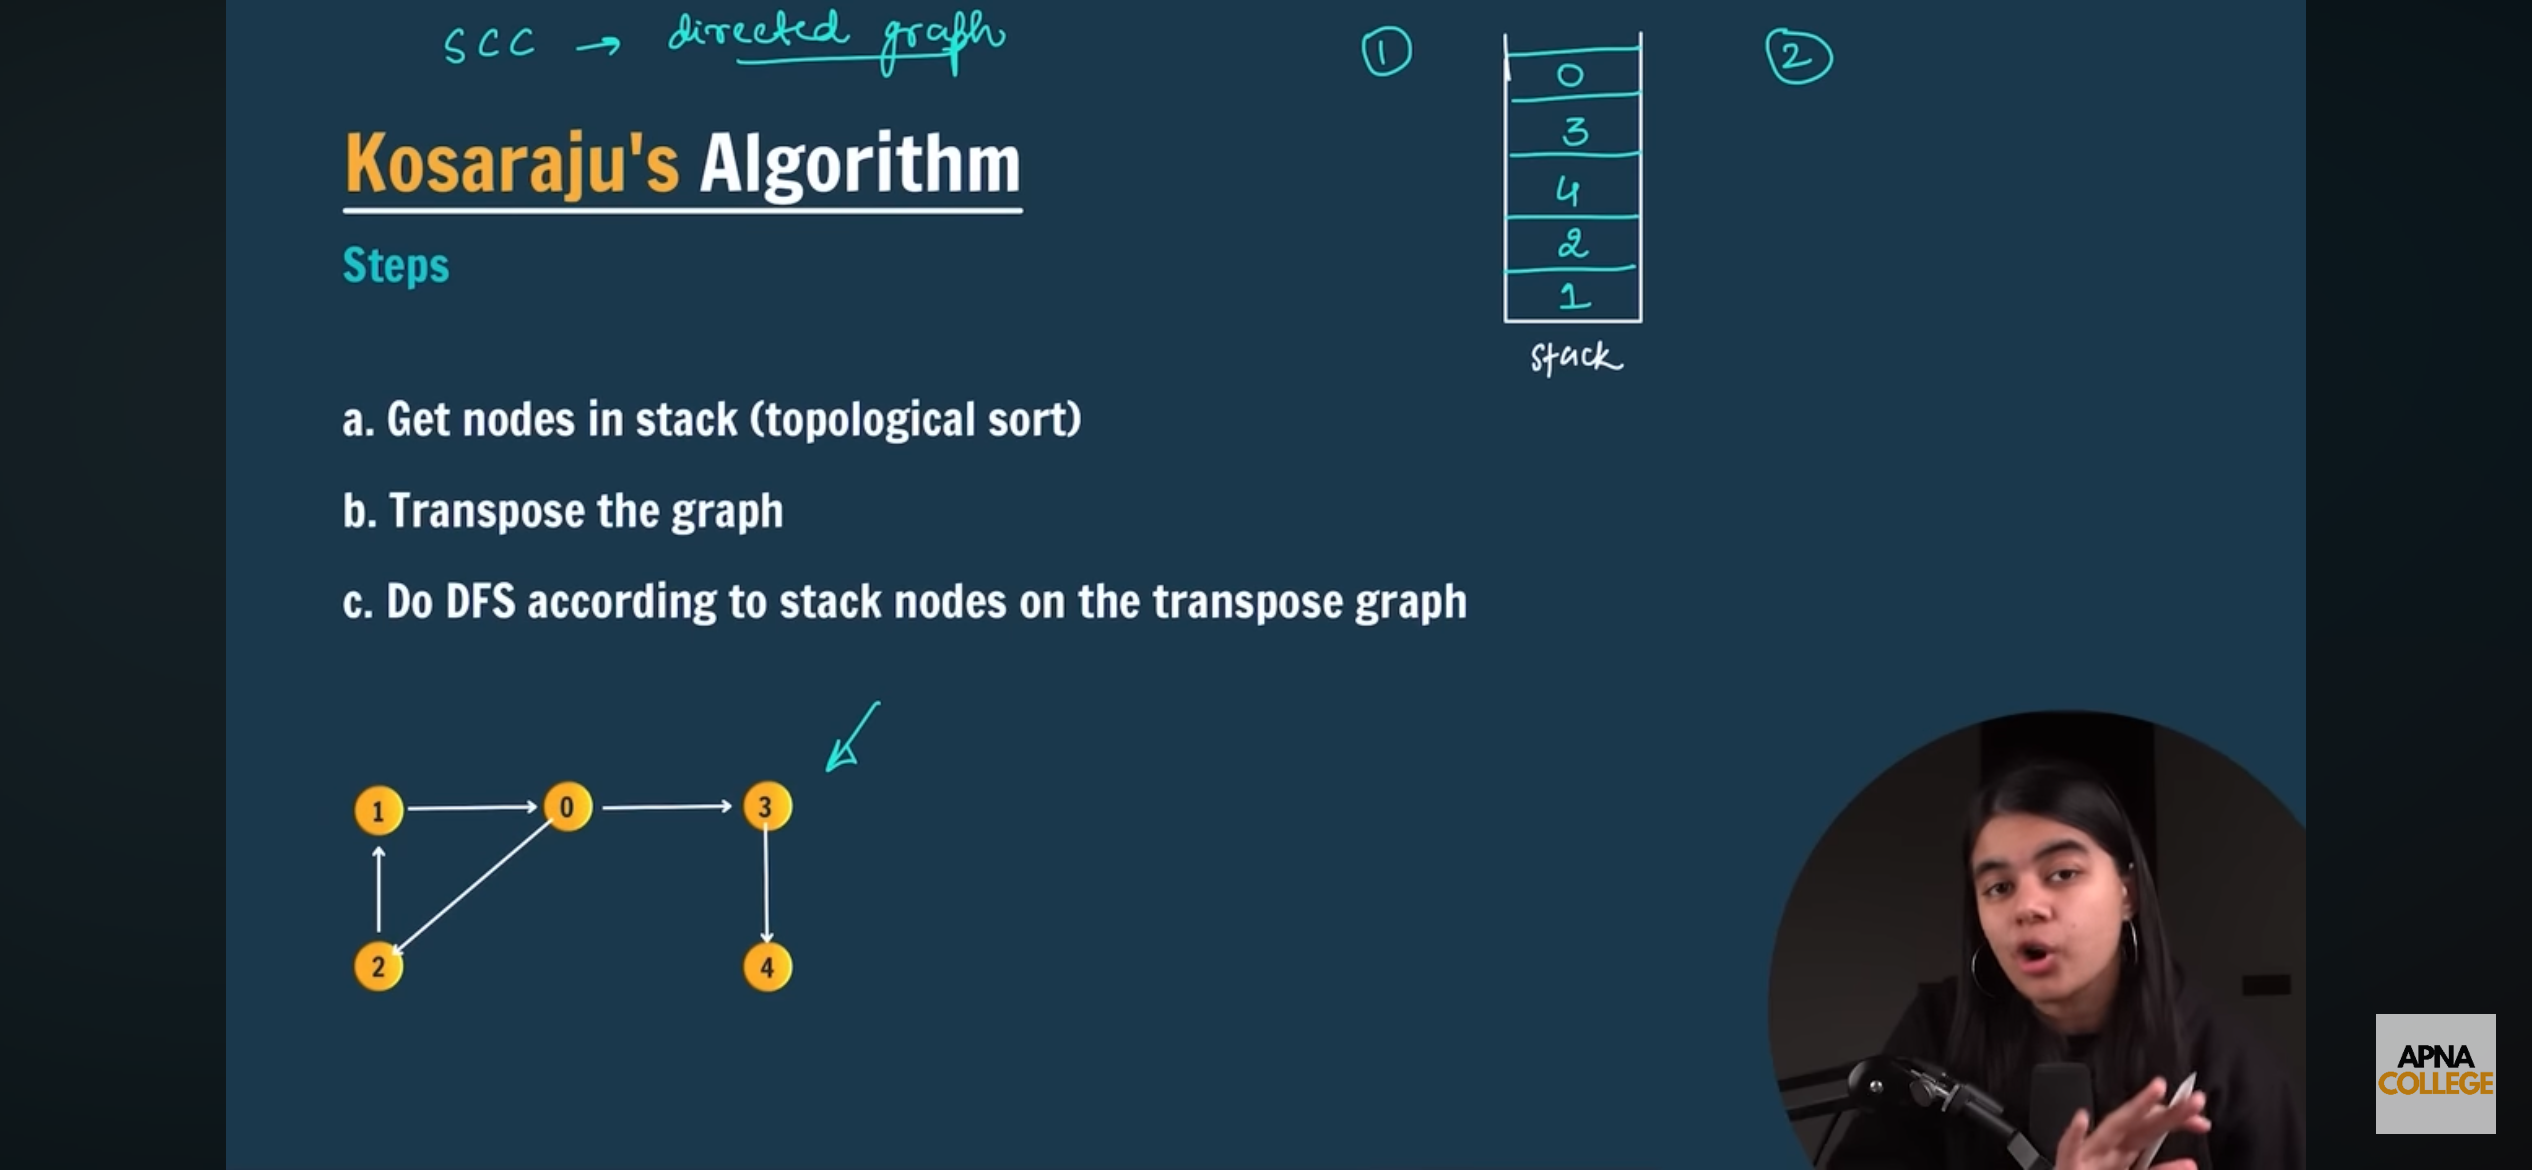 SCC → directed graph
① ②
Kosaraju's Algorithm
Steps
0
3
4
2
1
stack
a. Get nodes in stack (topological sort)
b. Transpose the graph
c. Do DFS according to stack nodes on the transpose graph
1 0 3
2 4
APNA
COLLEGE